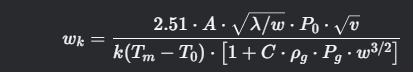 w_k = \frac{2.51 \cdot A \cdot \sqrt{\lambda/w} \cdot P_0 \cdot \sqrt{v}}{k(T_m - T_0) \cdot [1 + C \cdot \rho_g \cdot P_g \cdot w^{3/2}]}